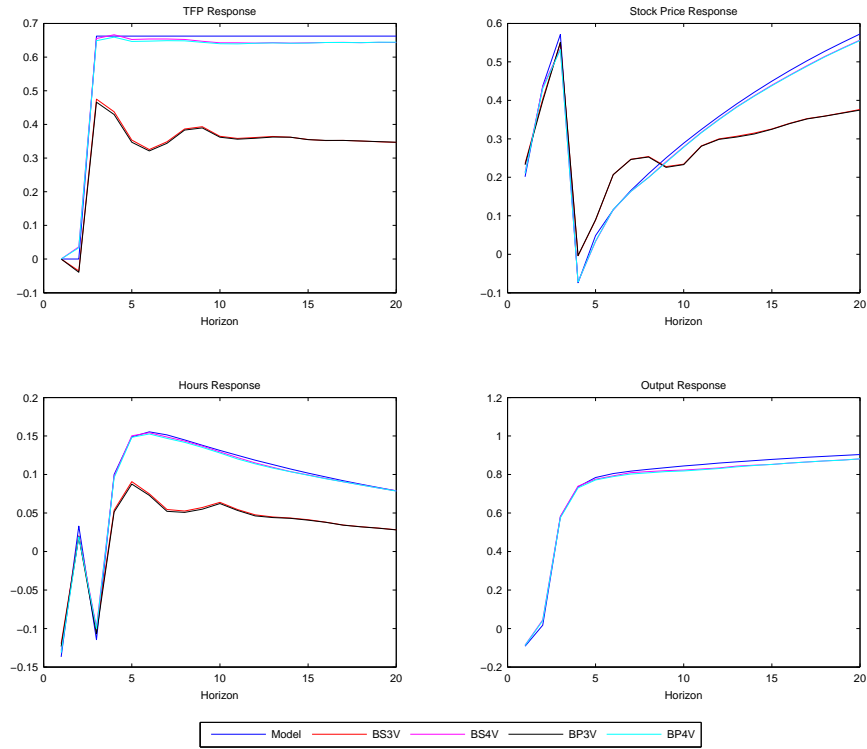 TFP Response
0.7
0.6
0.5
0.4
0.3
0.2
0.1
0
−0.1
0 5 10 15 20
Horizon
Stock Price Response
0.6
0.5
0.4
0.3
0.2
0.1
0
−0.1
0 5 10 15 20
Horizon
Hours Response
0.2
0.15
0.1
0.05
0
−0.05
−0.1
−0.15
0 5 10 15 20
Horizon
Output Response
1.2
1
0.8
0.6
0.4
0.2
0
−0.2
0 5 10 15 20
Horizon
Model BS3V BS4V BP3V BP4V